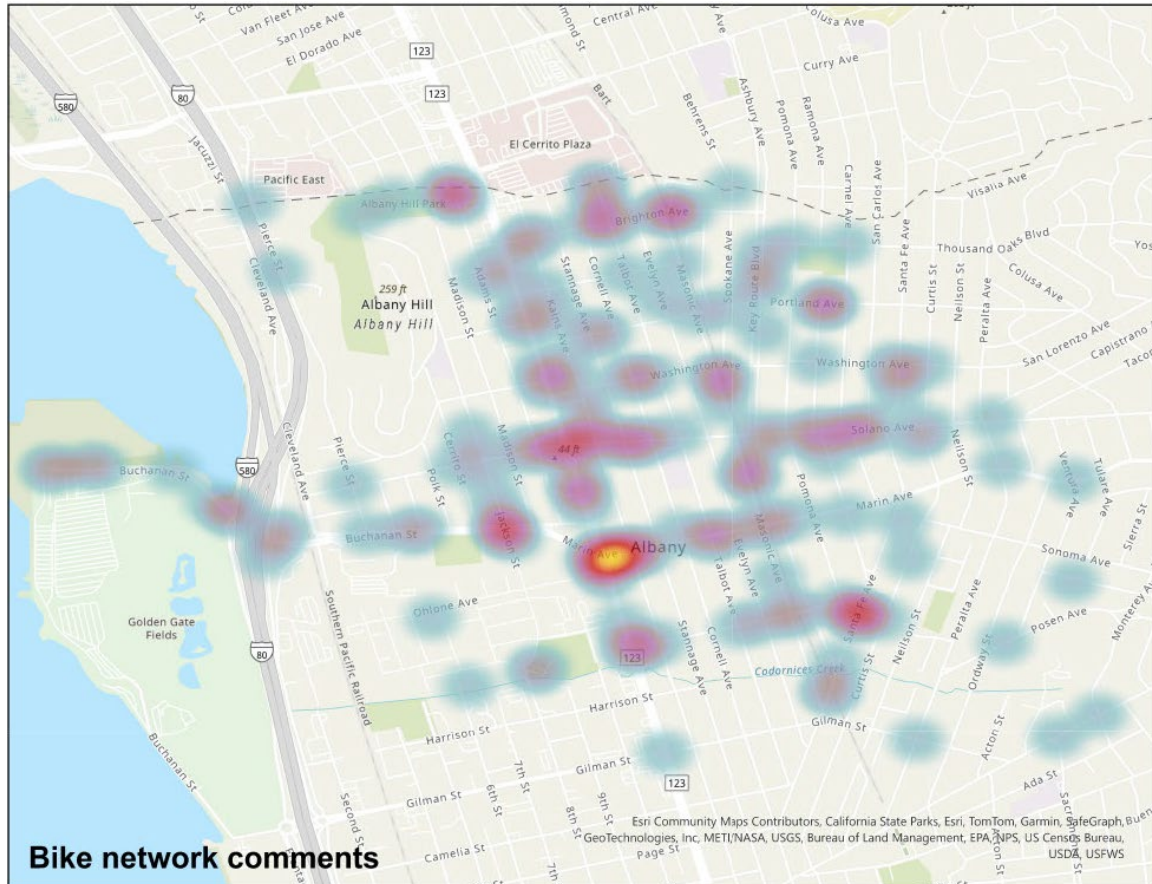 Central Ave
Van Fleet Ave
San Jose Ave
El Dorado Ave
Colusa Ave
Curry Ave
123
580
80
123
Bart
Jacuzzi St
Behrens St
Ashbury Ave
Pomona Ave
Ramona Ave
El Cerrito Plaza
Pacific East
Carmel Ave
San Carlos Ave
Visalia Ave
Albany Hill Park
Brighton Ave
Pierce St
Cleveland Ave
Santa Fe Ave
Thousand Oaks Blvd
Curtis St
Neilson St
Peralta Ave
Colusa Ave
259 ft
Albany Hill
Albany Hill
Madison St
Adams St
Kains Ave
Stannage Ave
Cornell Ave
Talbot Ave
Evelyn Ave
Masonic Ave
Spokane Ave
Key Route Blvd
Portland Ave
San Lorenzo Ave
Capistrano
Washington Ave
Washington Ave
Solano Ave
44 ft
Cerrito St
Madison St
Polk St
Jackson St
Pierce St
Cleveland Ave
580
Buchanan St
Buchanan St
Neilson St
Ventura Ave
Tulare Ave
Sierra St
Marin Ave
Marin Ave
Albany
Pomona Ave
Masonic Ave
Evelyn Ave
Talbot Ave
Sonoma Ave
Monterey
Posen Ave
Ohlone Ave
Golden Gate
Fields
80
Southern Pacific Railroad
123
Stannage Ave
Cornell Ave
Santa Fe Ave
Neilson St
Peralta Ave
Ordway St
Codornices Creek
Curtis St
Harrison St
Harrison St
Gilman St
Gilman St
Gilman St
Buchanan St
Second St
6th St
7th St
8th St
9th St
123
Acton St
Ada St
Camelia St
Page St
7th
Acton St
Sacramento St
Esri Community Maps Contributors, California State Parks, Esri, TomTom, Garmin, SafeGraph,
GeoTechnologies, Inc, METI/NASA, USGS, Bureau of Land Management, EPA, NPS, US Census Bureau,
USDA, USFWS
Bike network comments